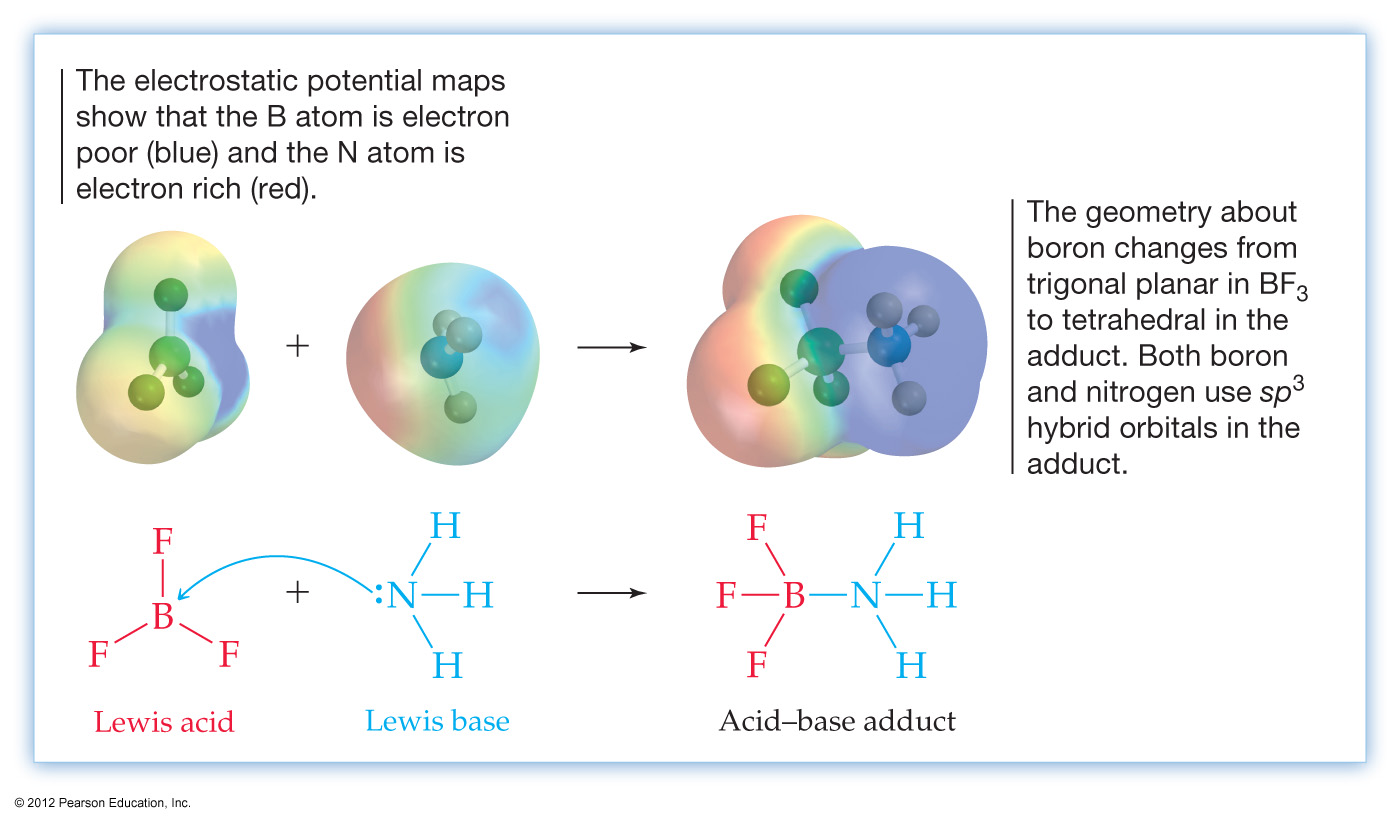 The electrostatic potential maps
show that the B atom is electron
poor (blue) and the N atom is
electron rich (red).
The geometry about
boron changes from
trigonal planar in BF3
to tetrahedral in the
adduct. Both boron
and nitrogen use sp3
hybrid orbitals in the
adduct.
+
+
F
B
F F
:N—H
H
H
F
F—B—N—H
F
H
H
Lewis acid
Lewis base
Acid–base adduct
© 2012 Pearson Education, Inc.